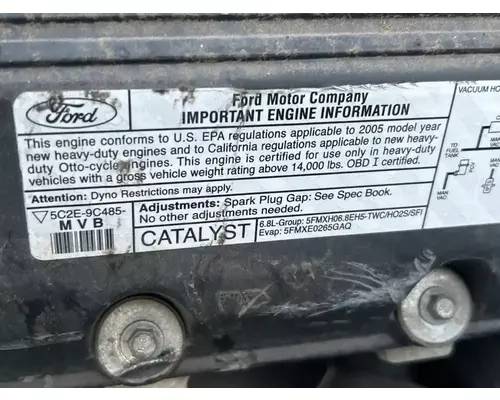 Ford
Ford Motor Company
IMPORTANT ENGINE INFORMATION
This engine conforms to U.S. EPA regulations applicable to 2005 model year
new heavy-duty engines and to California regulations applicable to new heavy-
duty Otto-cycle engines. This engine is certified for use only in heavy-duty
vehicles with a gross vehicle weight rating above 14,000 lbs. OBD I certified.
Attention: Dyno Restrictions may apply.
5C2E-9C485-
MVB
Adjustments: Spark Plug Gap: See Spec Book.
No other adjustments needed.
CATALYST
6.8L-Group: 5FMXH06.8EH5-TWC/HO2S/SFI
Evap: 5FMXE0265GAQ
VACUUM HO
TO
FUEL
TANK
MAN
VAC